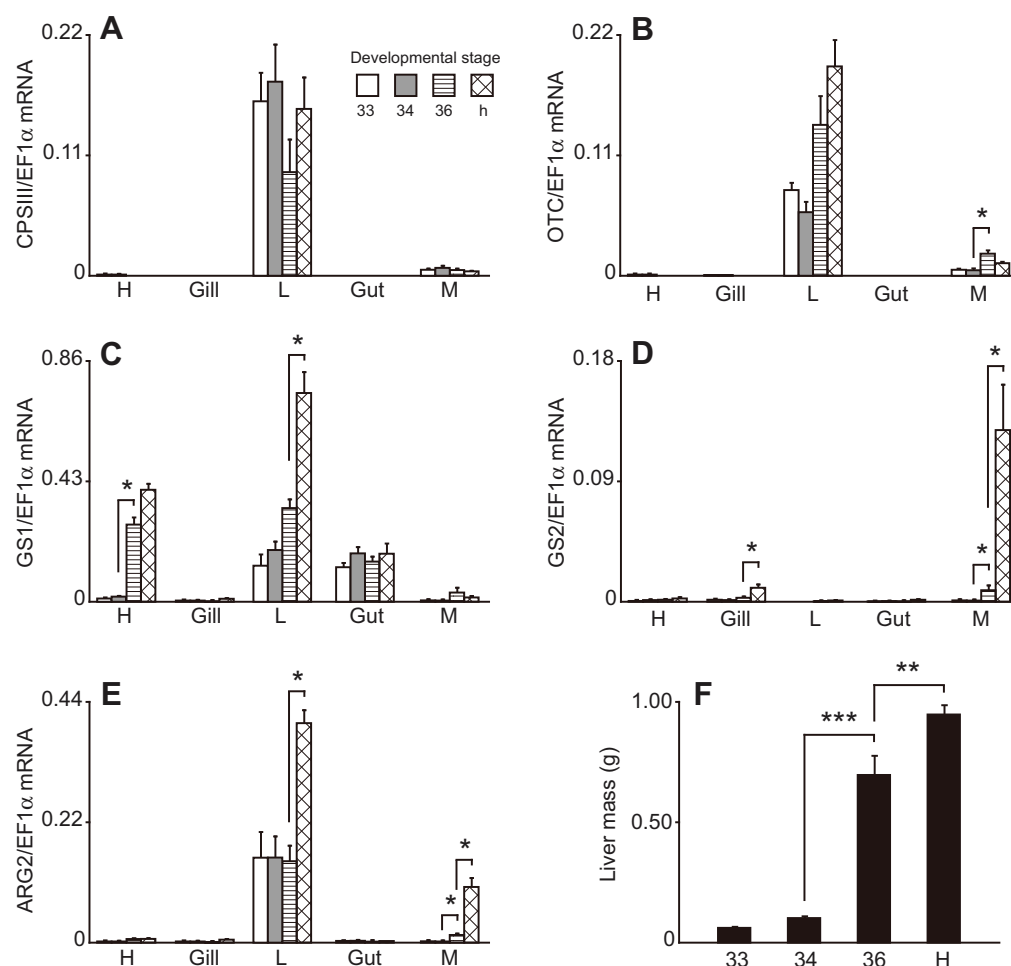 A
0.22
0.11
0
CPSIII/EF1α mRNA
H Gill L Gut M
Developmental stage
33 34 36 h
B
0.22
0.11
0
OTC/EF1α mRNA
*
H Gill L Gut M
C
0.86
0.43
0
GS1/EF1α mRNA
*
*
H Gill L Gut M
D
0.18
0.09
0
GS2/EF1α mRNA
*
*
*
H Gill L Gut M
E
0.44
0.22
0
ARG2/EF1α mRNA
*
*
*
H Gill L Gut M
F
1.00
0.50
0
Liver mass (g)
***
**
33 34 36 H